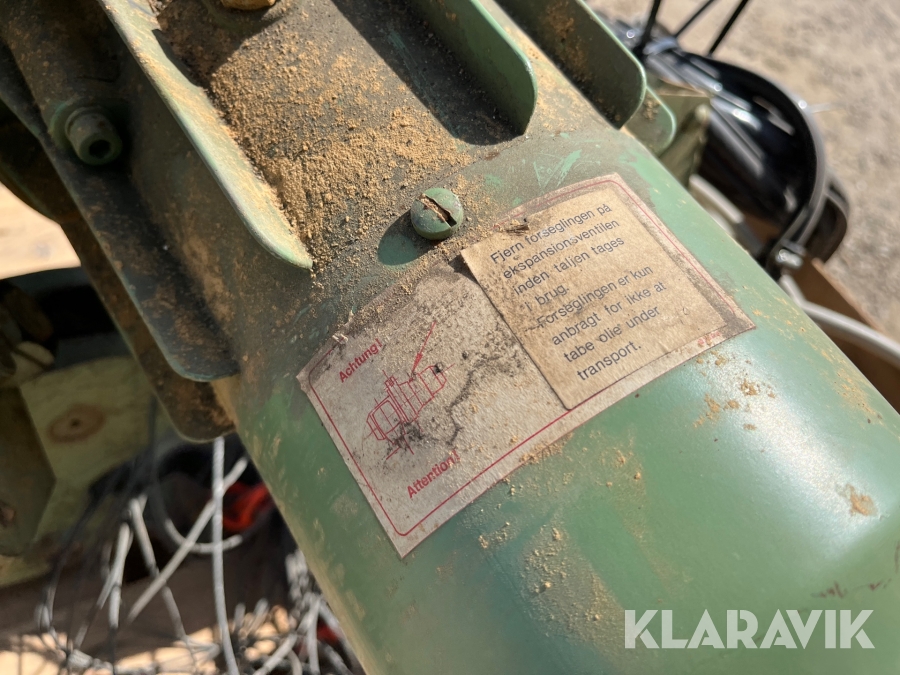 Fjern forseglingen på
ekspansionsventilen
inden taljen tages
i brug.
Forseglingen er kun
anbragt for ikke at
tabe olie under
transport.
Achtung!
Attention!
KLARAVIK